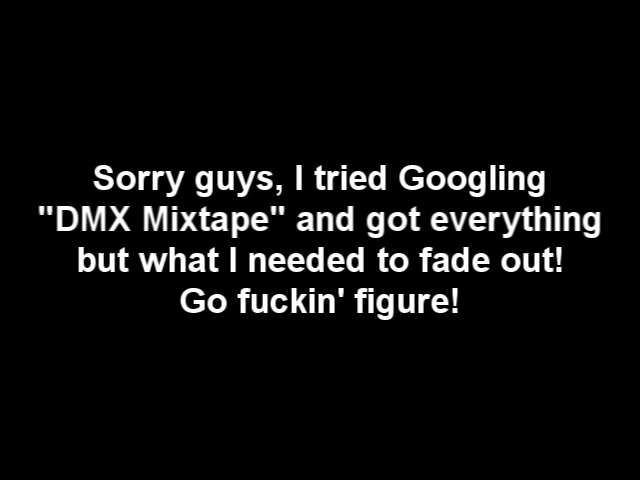 Sorry guys, I tried Googling
"DMX Mixtape" and got everything
but what I needed to fade out!
Go fuckin' figure!